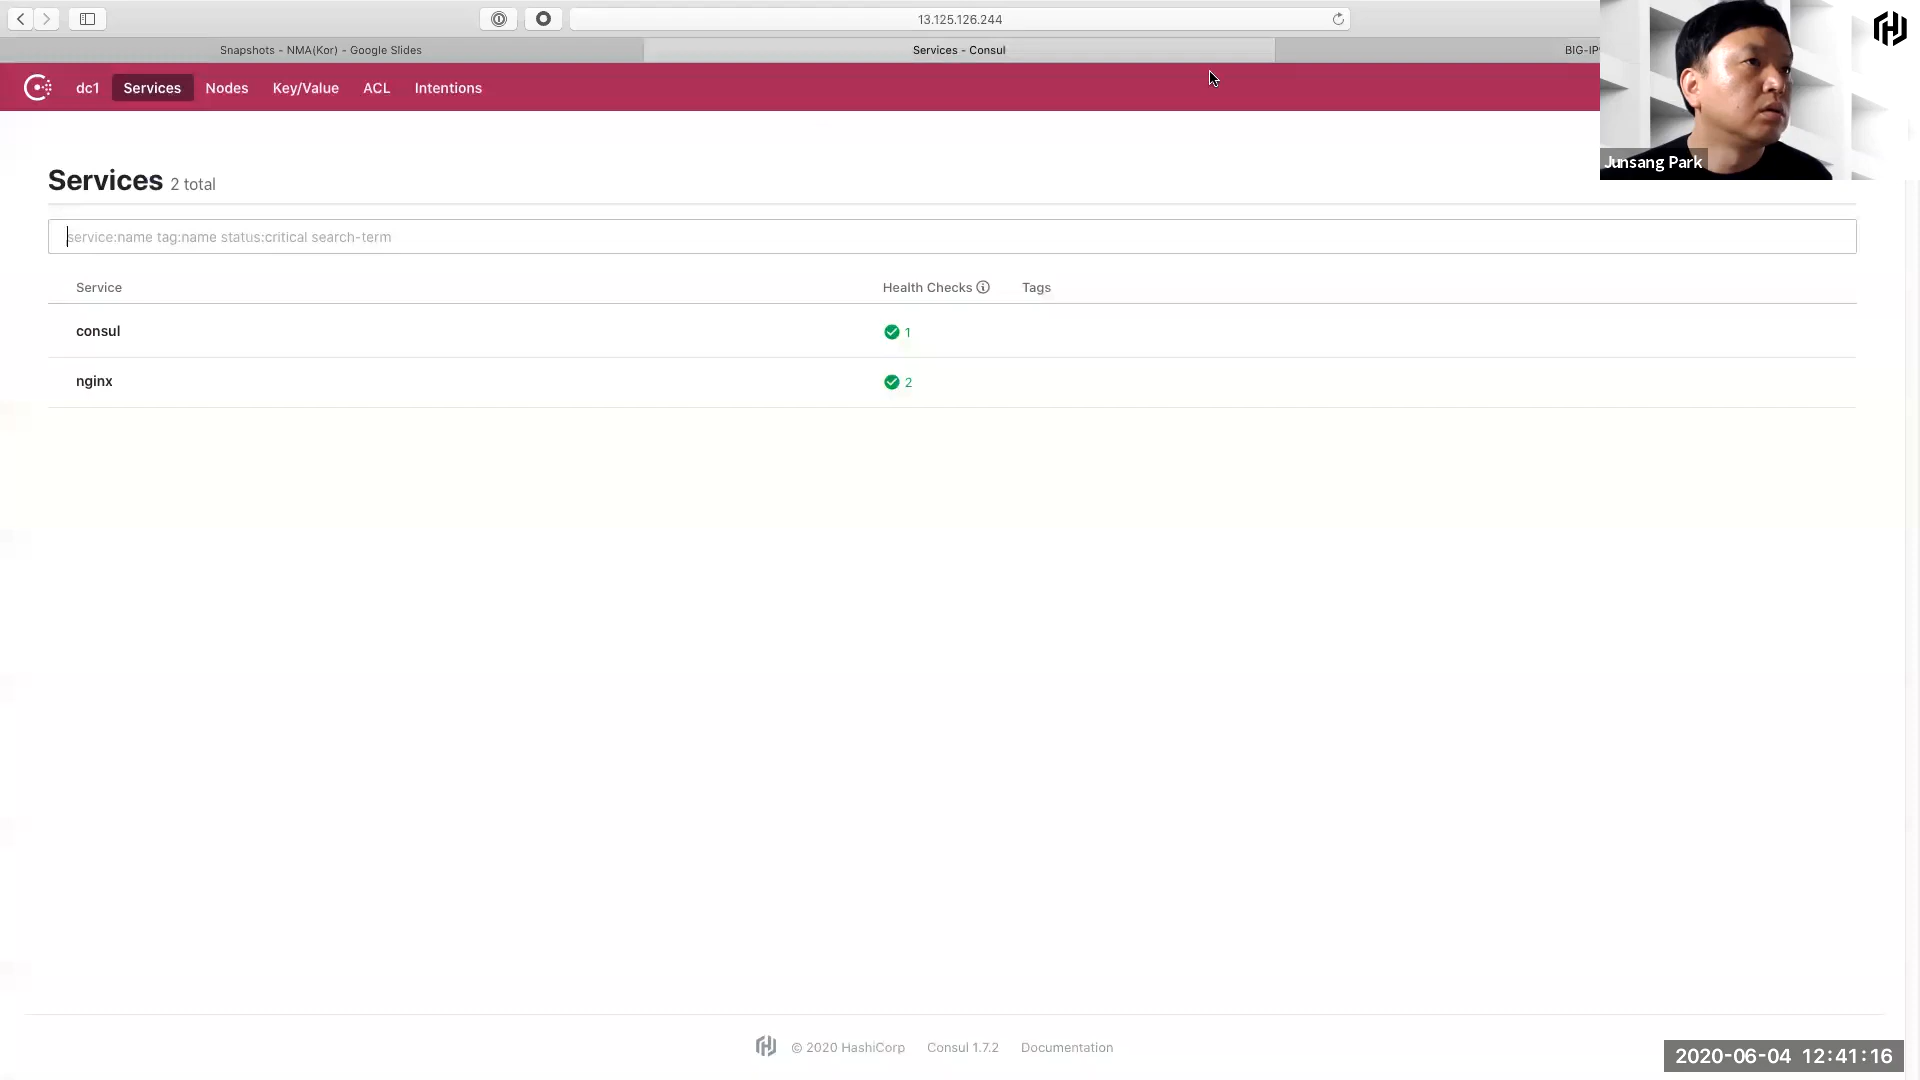 13.125.126.244
Snapshots - NMA(Kor) - Google Slides
Services - Consul
BIG-IP
dc1
Services
Nodes
Key/Value
ACL
Intentions
Junsang Park
Services 2 total
service:name tag:name status:critical search-term
Service
Health Checks
Tags
consul
1
nginx
2
© 2020 HashiCorp
Consul 1.7.2
Documentation
2020-06-04 12:41:16